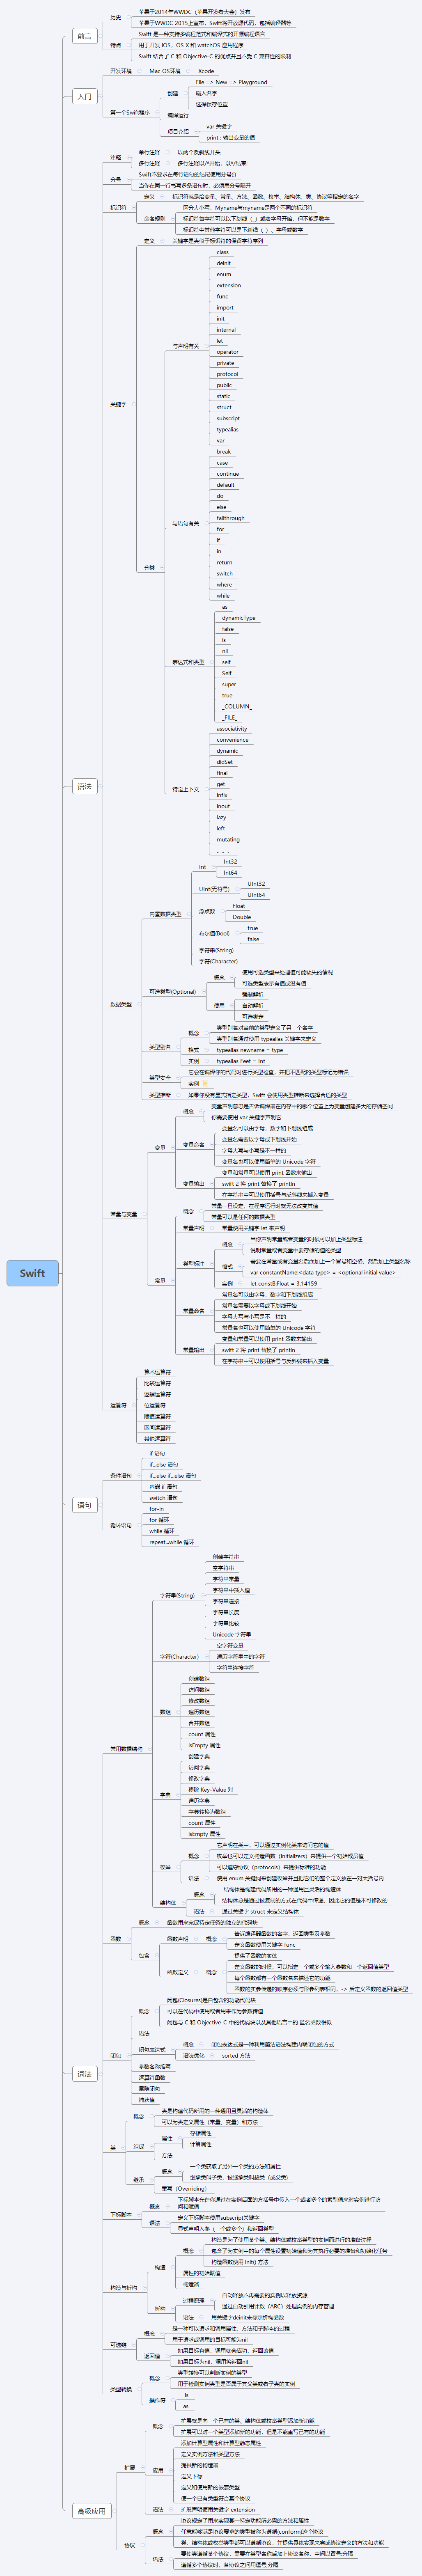 Swift
前言
历史
苹果于2014年WWDC（苹果开发者大会）发布
苹果于WWDC 2015上宣布，Swift将开放源代码，包括编译器等
特点
Swift 是一种支持多编程范式和编译式的开源编程语言
用于开发 iOS，OS X 和 watchOS 应用程序
Swift 结合了 C 和 Objective-C 的优点并且不受 C 兼容性的限制
入门
开发环境
Mac OS环境
Xcode
第一个Swift程序
创建
File => New => Playground
输入名字
选择保存位置
编译运行
项目介绍
var 关键字
print：输出变量的值
语法
注释
单行注释
以两个反斜线开头
多行注释
多行注释以/*开始，以*/结束;
分号
Swift不要求在每行语句的结尾使用分号(;)
当你在同一行书写多条语句时，必须用分号隔开
标识符
定义
标识符就是给变量、常量、方法、函数、枚举、结构体、类、协议等指定的名字
命名规则
区分大小写，Myname与myname是两个不同的标识符
标识符首字符可以以下划线（_）或者字母开始，但不能是数字
标识符中其他字符可以是下划线（_）、字母或数字
关键字
定义
关键字是类似于标识符的保留字符序列
分类
与声明有关
class
deinit
enum
extension
func
import
init
internal
let
operator
private
protocol
public
static
struct
subscript
typealias
var
与语句有关
break
case
continue
default
do
else
fallthrough
for
if
in
return
switch
where
while
表达式和类型
as
dynamicType
false
is
nil
self
Self
super
true
_COLUMN_
_FILE_
特定上下文
associativity
convenience
dynamic
didSet
final
get
infix
inout
lazy
left
mutating
。。。
数据类型
内置数据类型
Int
Int32
Int64
UInt(无符号)
UInt32
UInt64
浮点数
Float
Double
布尔值(Bool)
true
false
字符串(String)
字符(Character)
可选类型(Optional)
概念
使用可选类型来处理值可能缺失的情况
可选类型表示有值或没有值
使用
强制解析
自动解析
可选绑定
类型别名
概念
类型别名对当前的类型定义了另一个名字
类型别名通过使用 typealias 关键字来定义
格式
typealias newname = type
实例
typealias Feet = Int
类型安全
它会在编译你的代码时进行类型检查，并把不匹配的类型标记为错误
实例
类型推断
如果你没有显式指定类型，Swift 会使用类型推断来选择合适的类型
常量与变量
变量
概念
变量声明意思是告诉编译器在内存中的哪个位置上为变量创建多大的存储空间
你需要使用 var 关键字声明它
变量命名
变量名可以由字母，数字和下划线组成
变量名需要以字母或下划线开始
字母大写与小写是不一样的
变量名也可以使用简单的 Unicode 字符
变量输出
变量和常量可以使用 print 函数来输出
swift 2 将 print 替换了 println
在字符串中可以使用括号与反斜线来插入变量
常量
概念
常量一旦设定，在程序运行时就无法改变其值
常量可以是任何的数据类型
常量声明
常量使用关键字 let 来声明
类型标注
概念
当你声明常量或者变量的时候可以加上类型标注
说明常量或者变量中要存储的值的类型
格式
需要在常量或者变量名后面加上一个冒号和空格，然后加上类型名称
var constantName:<data type> = <optional initial value>
实例
let constB:Float = 3.14159
常量命名
常量名可以由字母，数字和下划线组成
常量名需要以字母或下划线开始
字母大写与小写是不一样的
常量名也可以使用简单的 Unicode 字符
常量输出
变量和常量可以使用 print 函数来输出
swift 2 将 print 替换了 println
在字符串中可以使用括号与反斜线来插入变量
运算符
算术运算符
比较运算符
逻辑运算符
位运算符
赋值运算符
区间运算符
其他运算符
语句
条件语句
if 语句
if...else 语句
if...else if...else 语句
内嵌 if 语句
switch 语句
循环语句
for-in
for 循环
while 循环
repeat...while 循环
词法
常用数据结构
字符串(String)
创建字符串
空字符串
字符串常量
字符串中插入值
字符串连接
字符串长度
字符串比较
Unicode 字符串
字符(Character)
空字符变量
遍历字符串中的字符
字符串连接字符
数组
创建数组
访问数组
修改数组
遍历数组
合并数组
count 属性
isEmpty 属性
字典
创建字典
访问字典
修改字典
移除 Key-Value 对
遍历字典
字典转换为数组
count 属性
isEmpty 属性
枚举
概念
它声明在类中，可以通过实例化类来访问它的值
枚举也可以定义构造函数（initializers）来提供一个初始成员值
可以遵守协议（protocols）来提供标准的功能
语法
使用 enum 关键词来创建枚举并且把它们的整个定义放在一对大括号内
结构体
概念
结构体是构建代码所用的一种通用且灵活的构造体
结构体总是通过被复制的方式在代码中传递，因此它的值是不可修改的
语法
通过关键字 struct 来定义结构体
函数
概念
函数用来完成特定任务的独立的代码块
包含
函数声明
概念
告诉编译器函数的名字，返回类型及参数
定义函数使用关键字 func
函数定义
概念
提供了函数的实体
定义函数的时候，可以指定一个或多个输入参数和一个返回值类型
每个函数都有一个函数名来描述它的功能
函数的实参传递的顺序必须与形参列表相同，-> 后定义函数的返回值类型
闭包
概念
闭包(Closures)是自包含的功能代码块
可以在代码中使用或者用来作为参数传值
闭包与 C 和 Objective-C 中的代码块以及其他语言中的 匿名函数相似
语法
闭包表达式
概念
闭包表达式是一种利用简洁语法构建内联闭包的方式
语法优化
sorted 方法
参数名称缩写
运算符函数
尾随闭包
捕获值
类
概念
类是构建代码所用的一种通用且灵活的构造体
可以为类定义属性（常量、变量）和方法
组成
属性
存储属性
计算属性
方法
继承
概念
一个类获取了另外一个类的方法和属性
继承类叫子类，被继承类叫超类（或父类）
重写（Overriding）
下标脚本
概念
下标脚本允许你通过在实例后面的方括号中传入一个或者多个的索引值来对实例进行访问和赋值
语法
定义下标脚本使用subscript关键字
显式声明入参（一个或多个）和返回类型
构造与析构
构造
概念
构造是为了使用某个类、结构体或枚举类型的实例而进行的准备过程
包含了为实例中的每个属性设置初始值和为其执行必要的准备和初始化任务
构造函数使用 init() 方法
属性的初始赋值
构造器
析构
过程原理
自动释放不再需要的实例以释放资源
通过自动引用计数（ARC）处理实例的内存管理
语法
用关键字deinit来标示析构函数
可选链
概念
是一种可以请求和调用属性、方法和子脚本的过程
用于请求或调用的目标可能为nil
返回值
如果目标有值，调用就会成功，返回该值
如果目标为nil，调用将返回nil
类型转换
概念
类型转换可以判断实例的类型
用于检测实例类型是否属于其父类或者子类的实例
操作符
is
as
高级应用
扩展
概念
扩展就是向一个已有的类、结构体或枚举类型添加新功能
扩展可以对一个类型添加新的功能，但是不能重写已有的功能
应用
添加计算型属性和计算型静态属性
定义实例方法和类型方法
提供新的构造器
定义下标
定义和使用新的嵌套类型
使一个已有类型符合某个协议
语法
扩展声明使用关键字 extension
协议
概念
协议规定了用来实现某一特定功能所必需的方法和属性
任意能够满足协议要求的类型被称为遵循(conform)这个协议
类，结构体或枚举类型都可以遵循协议，并提供具体实现来完成协议定义的方法和功能
语法
要使类遵循某个协议，需要在类型名称后加上协议名称，中间以冒号:分隔
遵循多个协议时，各协议之间用逗号,分隔